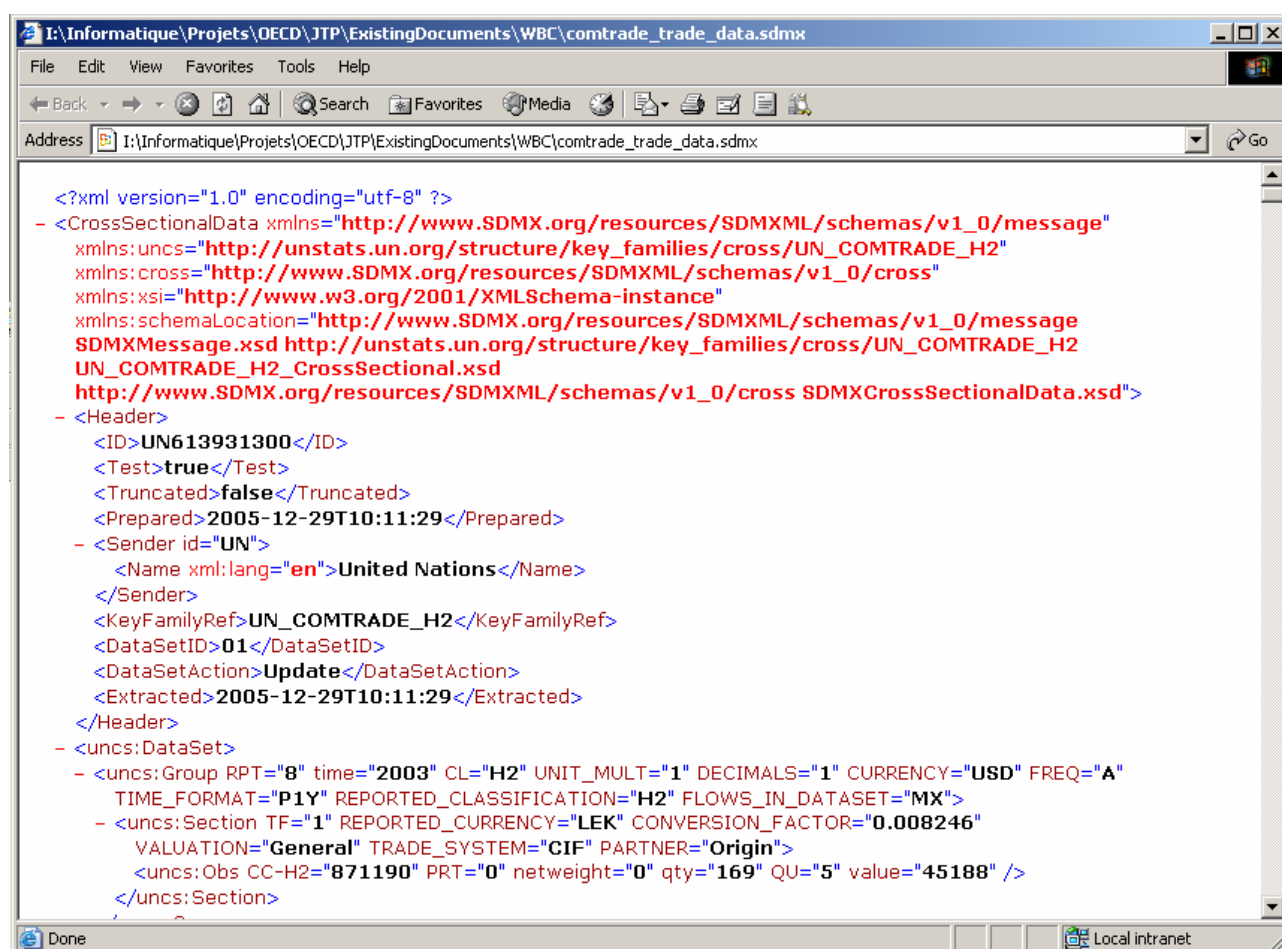 I:\Informatique\Projets\OECD\JTP\ExistingDocuments\WBC\comtrade_trade_data.sdmx
File Edit View Favorites Tools Help
Back Search Favorites Media
Address I:\Informatique\Projets\OECD\JTP\ExistingDocuments\WBC\comtrade_trade_data.sdmx Go
<?xml version="1.0" encoding="utf-8" ?>
- <CrossSectionalData xmlns="http://www.SDMX.org/resources/SDMXML/schemas/v1_0/message"
xmlns:uncs="http://unstats.un.org/structure/key_families/cross/UN_COMTRADE_H2"
xmlns:cross="http://www.SDMX.org/resources/SDMXML/schemas/v1_0/cross"
xmlns:xsi="http://www.w3.org/2001/XMLSchema-instance"
xmlns:schemaLocation="http://www.SDMX.org/resources/SDMXML/schemas/v1_0/message
SDMXMessage.xsd http://unstats.un.org/structure/key_families/cross/UN_COMTRADE_H2
UN_COMTRADE_H2_CrossSectional.xsd
http://www.SDMX.org/resources/SDMXML/schemas/v1_0/cross SDMXCrossSectionalData.xsd">
- <Header>
<ID>UN613931300</ID>
<Test>true</Test>
<Truncated>false</Truncated>
<Prepared>2005-12-29T10:11:29</Prepared>
- <Sender id="UN">
<Name xml:lang="en">United Nations</Name>
</Sender>
<KeyFamilyRef>UN_COMTRADE_H2</KeyFamilyRef>
<DataSetID>01</DataSetID>
<DataSetAction>Update</DataSetAction>
<Extracted>2005-12-29T10:11:29</Extracted>
</Header>
- <uncs:DataSet>
- <uncs:Group RPT="8" time="2003" CL="H2" UNIT_MULT="1" DECIMALS="1" CURRENCY="USD" FREQ="A"
TIME_FORMAT="P1Y" REPORTED_CLASSIFICATION="H2" FLOWS_IN_DATASET="MX">
- <uncs:Section TF="1" REPORTED_CURRENCY="LEK" CONVERSION_FACTOR="0.008246"
VALUATION="General" TRADE_SYSTEM="CIF" PARTNER="Origin">
<uncs:Obs CC-H2="871190" PRT="0" netweight="0" qty="169" QU="5" value="45188" />
</uncs:Section>
Done Local intranet